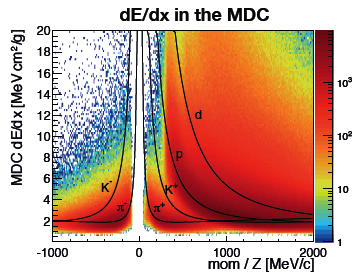 dE/dx in the MDC
MDC dE/dx [MeV cm²/g]
20
18
16
14
12
10
8
6
4
2
d
p
K⁻
K⁺
π⁻
π⁺
10³
10²
10
1
-1000
0
1000
2000
mom / Z [MeV/c]